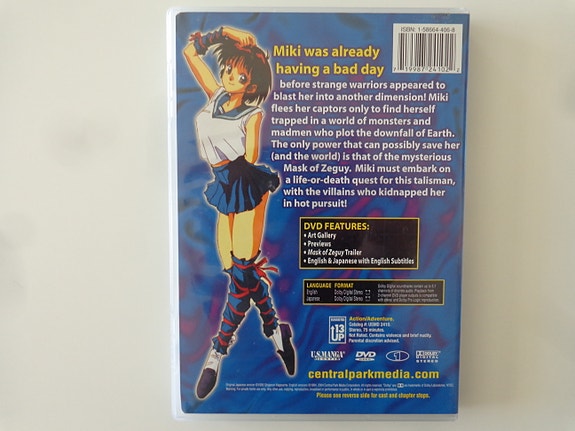 ISBN: 1-58664-406-8
Miki was already
having a bad day
before strange warriors appeared to
blast her into another dimension! Miki
flees her captors only to find herself
trapped in a world of monsters and
madmen who plot the downfall of Earth.
The only power that can possibly save her
(and the world) is that of the mysterious
Mask of Zeguy. Miki must embark on
a life-or-death quest for this talisman,
with the villains who kidnapped her
in hot pursuit!
DVD FEATURES:
• Art Gallery
• Previews
• Mask of Zeguy Trailer
• English & Japanese with English Subtitles
LANGUAGE FORMAT
English Dolby Digital Stereo
Japanese Dolby Digital Stereo
13 UP
Action/Adventure.
Stereo. 75 minutes.
Not Rated. Contains violence and brief nudity.
Parental discretion advised.
U.S. MANGA
DVD
DOLBY
centralparkmedia.com
Please one reverse side for cast and chapter stops.